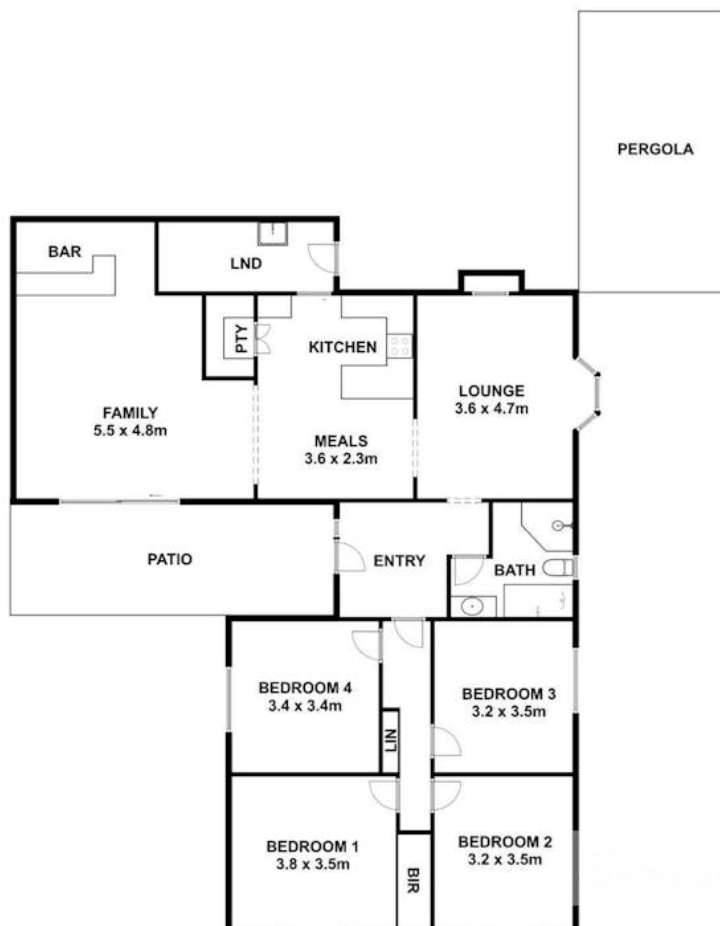 PERGOLA
BAR
LND
PTY
KITCHEN
LOUNGE
3.6 x 4.7m
FAMILY
5.5 x 4.8m
MEALS
3.6 x 2.3m
PATIO
ENTRY
BATH
BEDROOM 4
3.4 x 3.4m
BEDROOM 3
3.2 x 3.5m
LIN
BEDROOM 1
3.8 x 3.5m
BEDROOM 2
3.2 x 3.5m
BIR